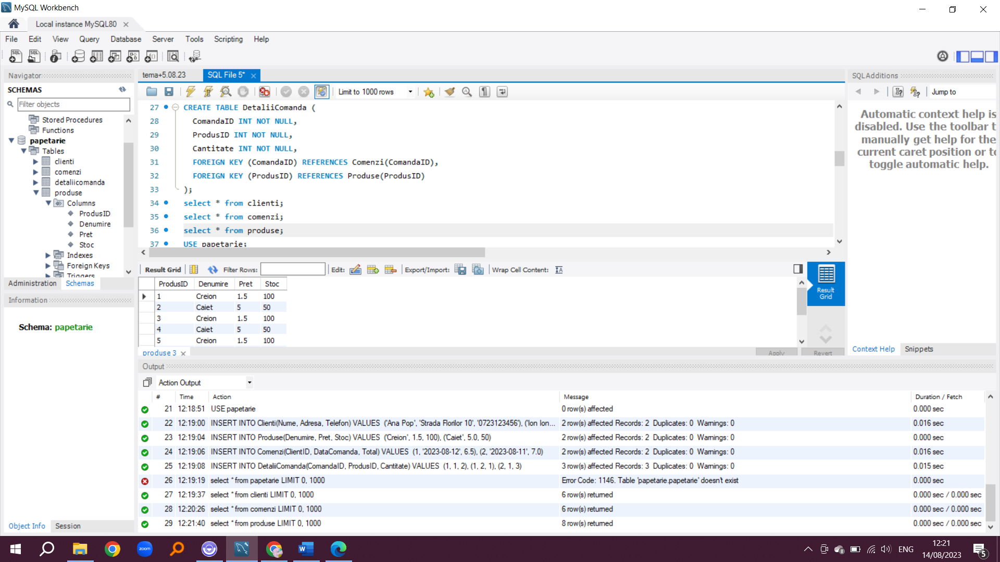 MySQL Workbench
Local instance MySQL80
File Edit View Query Database Server Tools Scripting Help
Navigator
SCHEMAS
Filter objects
Stored Procedures
Functions
papetarie
Tables
clienti
comenzi
detaliicomanda
produse
Columns
ProdusID
Denumire
Pret
Stoc
Indexes
Foreign Keys
Triggers
Administration Schemas
Information
Schema: papetarie
Object Info Session
tema+5.08.23 SQL File 5*
Limit to 1000 rows
27 CREATE TABLE DetaliiComanda (
28 ComandaID INT NOT NULL,
29 ProdusID INT NOT NULL,
30 Cantitate INT NOT NULL,
31 FOREIGN KEY (ComandaID) REFERENCES Comenzi(ComandaID),
32 FOREIGN KEY (ProdusID) REFERENCES Produse(ProdusID)
33 );
34 select * from clienti;
35 select * from comenzi;
36 select * from produse;
37 USE papetarie;
Result Grid Filter Rows: Edit: Export/Import: Wrap Cell Content:
ProdusID Denumire Pret Stoc
1 Creion 1.5 100
2 Caiet 5 50
3 Creion 1.5 100
4 Caiet 5 50
5 Creion 1.5 100
Result
Grid
produse 3 Apply Revert
SQLAdditions
Jump to
Automatic context help is
disabled. Use the toolbar t
manually get help for the
current caret position or to
toggle automatic help.
Context Help Snippets
Output
Action Output
# Time Action Message Duration / Fetch
21 12:18:51 USE papetarie 0 row(s) affected 0.000 sec
22 12:19:00 INSERT INTO Clienti(Nume, Adresa, Telefon) VALUES ('Ana Pop', 'Strada Florilor 10', '0723123456'), ('Ion Ion... 2 row(s) affected Records: 2 Duplicates: 0 Warnings: 0 0.016 sec
23 12:19:04 INSERT INTO Produse(Denumire, Pret, Stoc) VALUES ('Creion', 1.5, 100), ('Caiet', 5.0, 50) 2 row(s) affected Records: 2 Duplicates: 0 Warnings: 0 0.000 sec
24 12:19:06 INSERT INTO Comenzi(ClientID, DataComanda, Total) VALUES (1, '2023-08-12', 6.5), (2, '2023-08-11', 7.0) 2 row(s) affected Records: 2 Duplicates: 0 Warnings: 0 0.016 sec
25 12:19:08 INSERT INTO DetaliiComanda(ComandaID, ProdusID, Cantitate) VALUES (1, 1, 2), (1, 2, 1), (2, 1, 3) 3 row(s) affected Records: 3 Duplicates: 0 Warnings: 0 0.015 sec
26 12:19:19 select * from papetarie LIMIT 0, 1000 Error Code: 1146. Table 'papetarie.papetarie' doesn't exist 0.000 sec
27 12:19:37 select * from clienti LIMIT 0, 1000 6 row(s) returned 0.000 sec / 0.000 sec
28 12:20:26 select * from comenzi LIMIT 0, 1000 6 row(s) returned 0.000 sec / 0.000 sec
29 12:21:40 select * from produse LIMIT 0, 1000 8 row(s) returned 0.000 sec / 0.000 sec
zoom
ENG
12:21
14/08/2023
5